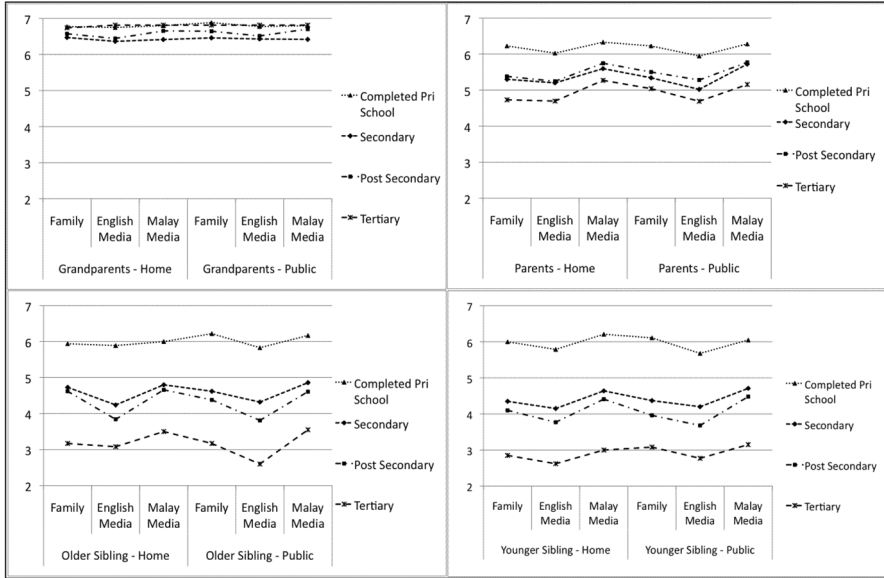 7
6
5
4
3
2
Family
English
Media
Malay
Media
Family
English
Media
Malay
Media
Grandparents - Home
Grandparents - Public
Completed Pri
School
Secondary
Post Secondary
Tertiary
7
6
5
4
3
2
Family
English
Media
Malay
Media
Family
English
Media
Malay
Media
Parents - Home
Parents - Public
Completed Pri
School
Secondary
Post Secondary
Tertiary
7
6
5
4
3
2
Family
English
Media
Malay
Media
Family
English
Media
Malay
Media
Older Sibling - Home
Older Sibling - Public
Completed Pri
School
Secondary
Post Secondary
Tertiary
7
6
5
4
3
2
Family
English
Media
Malay
Media
Family
English
Media
Malay
Media
Younger Sibling - Home
Younger Sibling - Public
Completed Pri
School
Secondary
Post Secondary
Tertiary